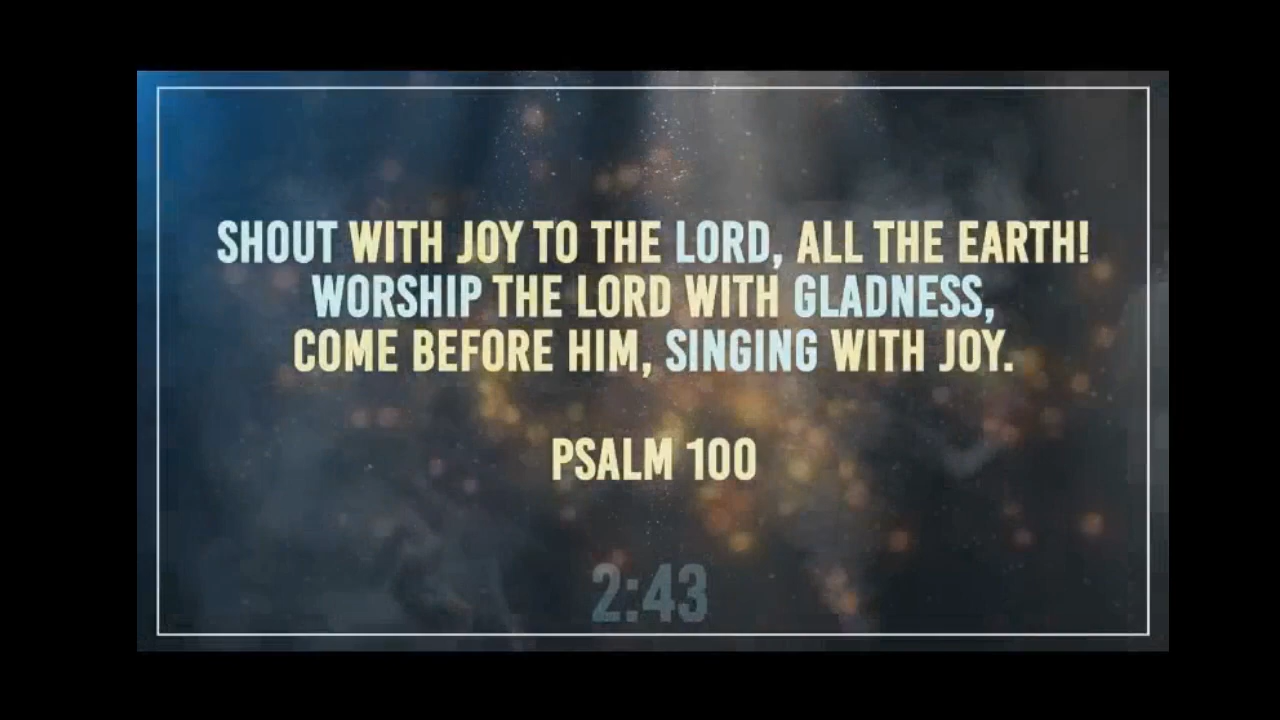 SHOUT WITH JOY TO THE LORD, ALL THE EARTH!
WORSHIP THE LORD WITH GLADNESS,
COME BEFORE HIM, SINGING WITH JOY.
PSALM 100
2:43